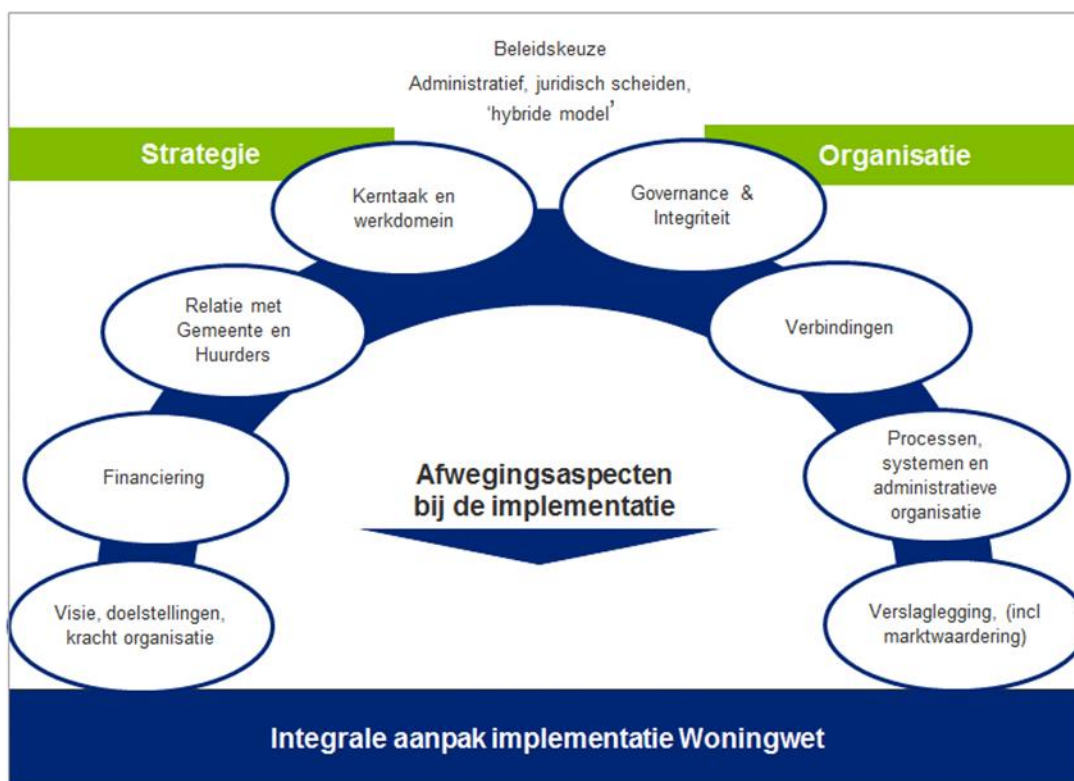 Beleidskeuze
Administratief, juridisch scheiden,
‘hybride model’
Strategie
Organisatie
Kerntaak en
werkdomein
Governance &
Integriteit
Relatie met
Gemeente en
Huurders
Verbindingen
Financiering
Afwegingsaspecten
bij de implementatie
Processen,
systemen en
administratieve
organisatie
Visie, doelstellingen,
kracht organisatie
Verslaglegging, (incl
marktwaardering)
Integrale aanpak implementatie Woningwet